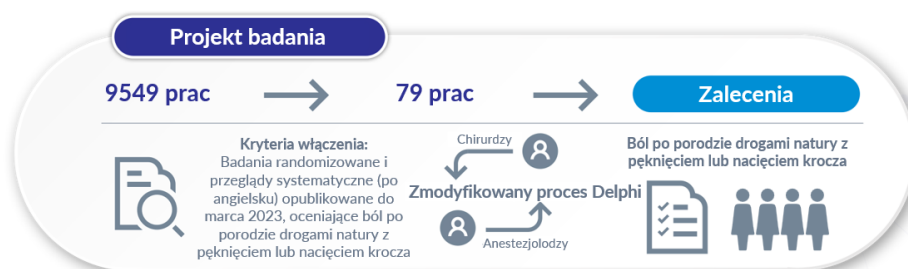 Projekt badania
9549 prac
79 prac
Zalecenia
Kryteria włączenia:
Badania randomizowane i
przeglądy systematyczne (po
angielsku) opublikowane do
marca 2023, oceniające ból po
porodzie drogami natury z
pęknięciem lub nacięciem krocza
Chirurdzy
Zmodyfikowany proces Delphi
Anestezjolodzy
Ból po porodzie drogami natury z
pęknięciem lub nacięciem krocza